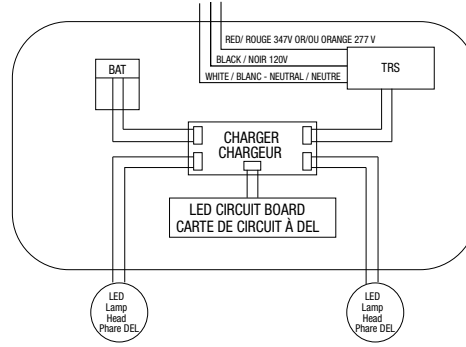 RED/ ROUGE 347V OR/OU ORANGE 277 V
BLACK / NOIR 120V
WHITE / BLANC - NEUTRAL / NEUTRE
TRS
BAT
CHARGER
CHARGEUR
LED CIRCUIT BOARD
CARTE DE CIRCUIT À DEL
LED
Lamp
Head
Phare DEL
LED
Lamp
Head
Phare DEL